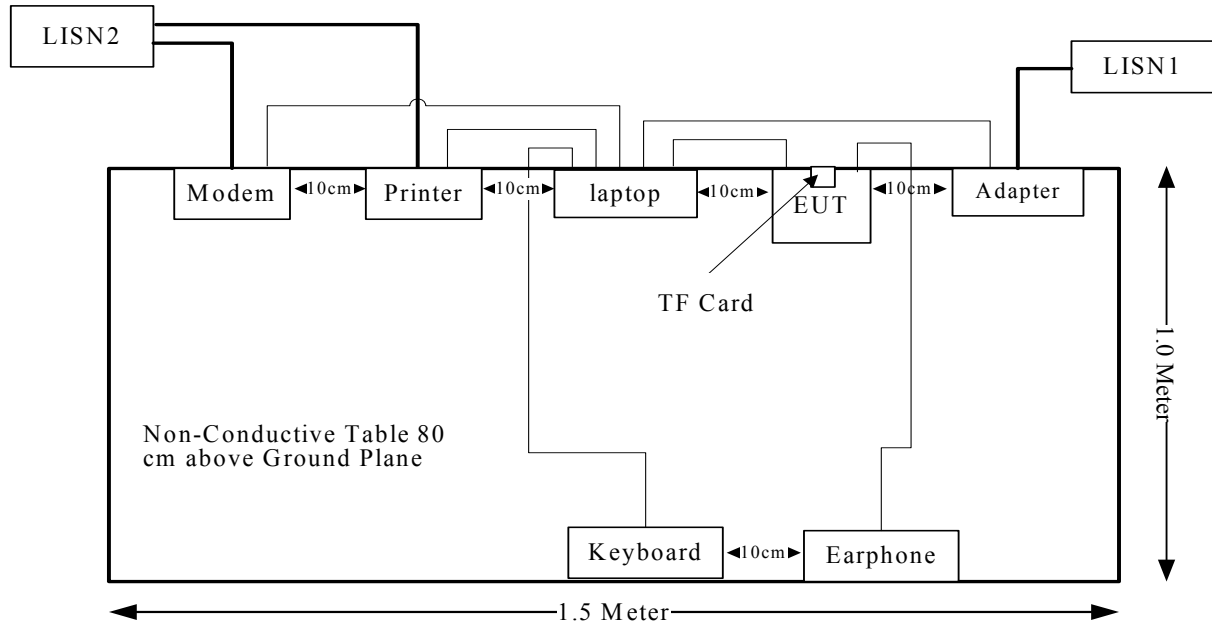 LISN2
LISN1
Modem
10cm
Printer
10cm
laptop
10cm
EUT
10cm
Adapter
TF Card
1.0 Meter
Non-Conductive Table 80
cm above Ground Plane
Keyboard
10cm
Earphone
1.5 Meter